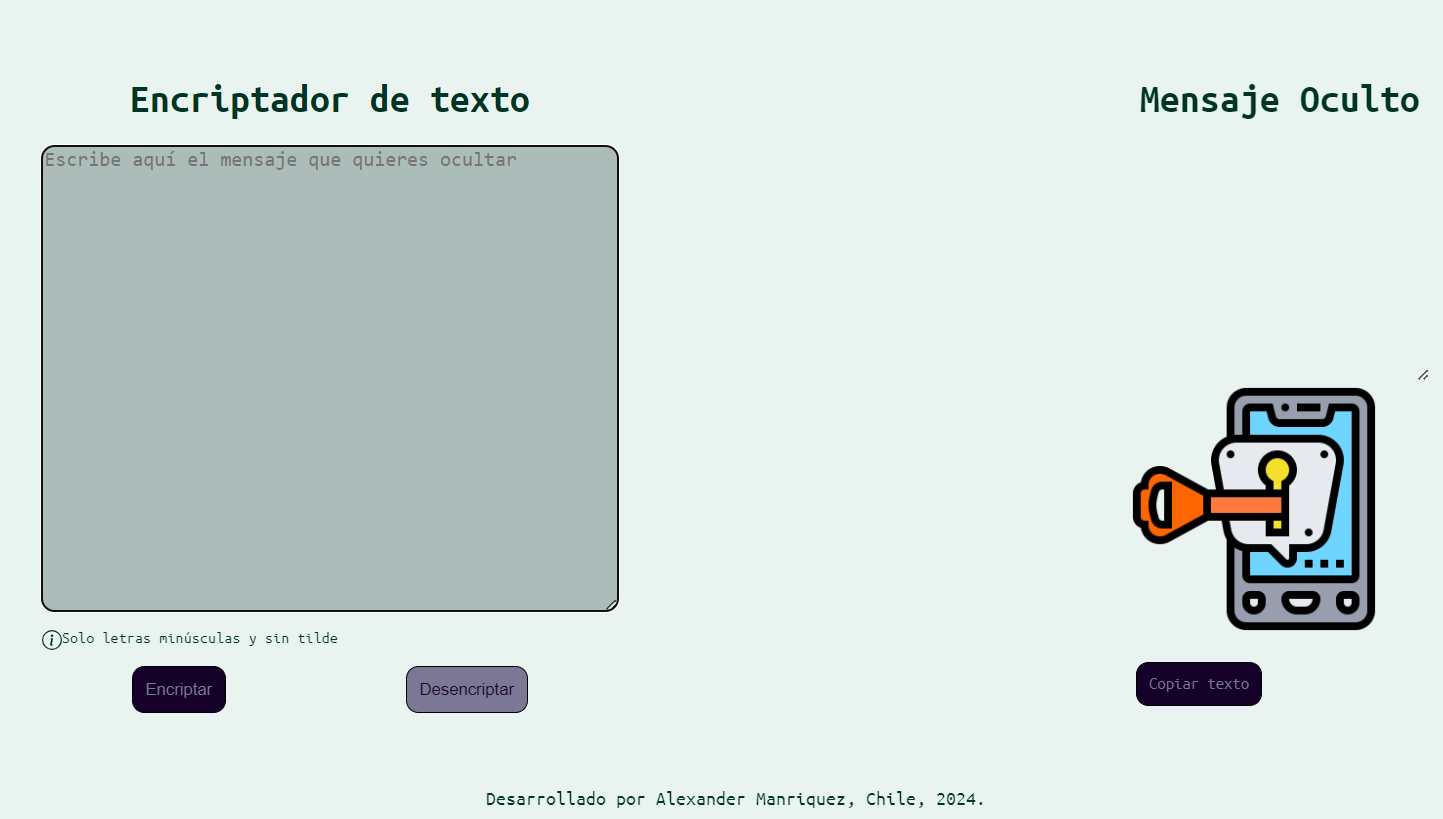 Encriptador de texto
Mensaje Oculto
Escribe aquí el mensaje que quieres ocultar
Solo letras minúsculas y sin tilde
Encriptar
Desencriptar
Copiar texto
Desarrollado por Alexander Manriquez, Chile, 2024.